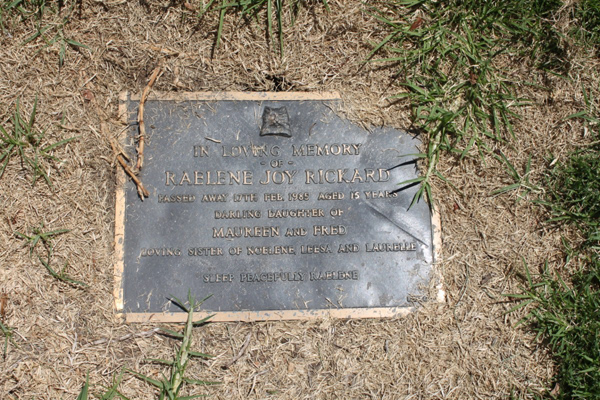 IN LOVING MEMORY
- OF -
RAELENE JOY RICKARD
PASSED AWAY 17TH FEB. 1965 AGED 15 YEARS
DARLING DAUGHTER OF
MAUREEN AND FRED
LOVING SISTER OF NOELENE, LEESA AND LAURELLE
SLEEP PEACEFULLY RAELENE